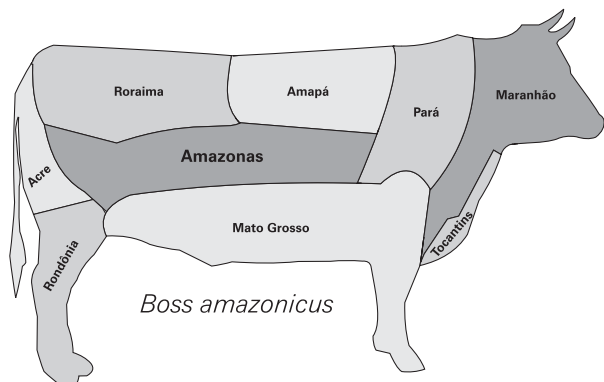 Roraima
Amapá
Pará
Maranhão
Amazonas
Acre
Mato Grosso
Tocantins
Rondônia
Boss amazonicus